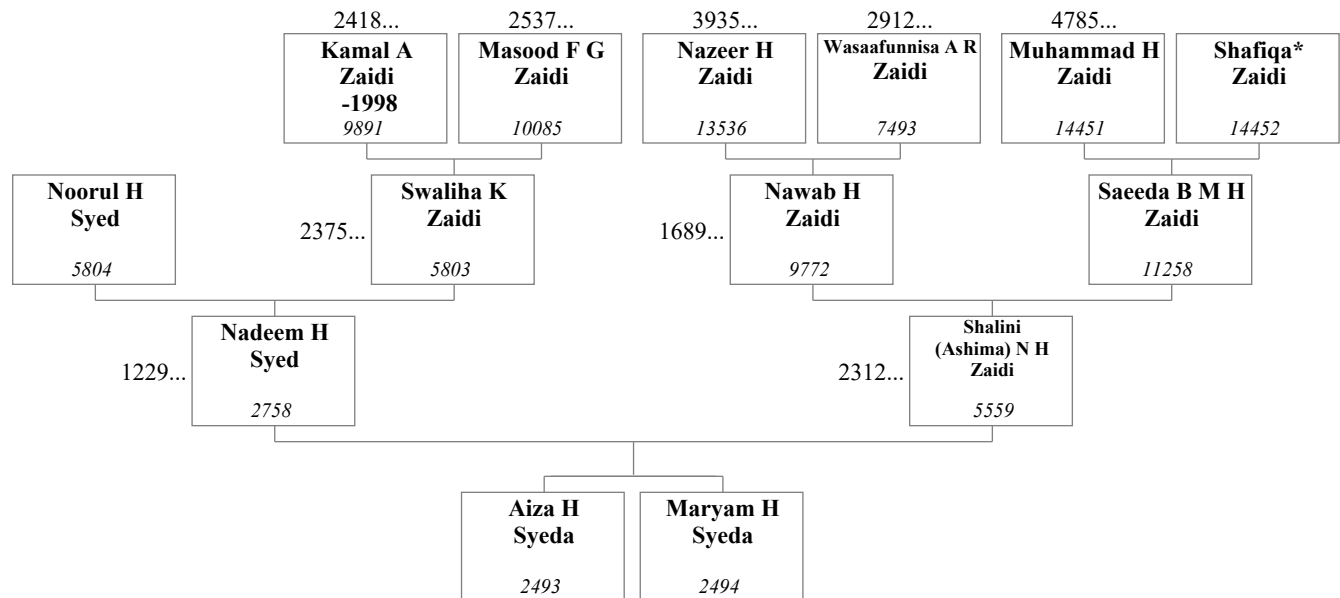 2418...
2537...
3935...
2912...
4785...
Kamal A
Zaidi
-1998
9891
Masood F G
Zaidi
10085
Nazeer H
Zaidi
13536
Wasaafunnisa A R
Zaidi
7493
Muhammad H
Zaidi
14451
Shafiqa*
Zaidi
14452
Noorul H
Syed
5804
2375...
Swaliha K
Zaidi
5803
1689...
Nawab H
Zaidi
9772
Saeeda B M H
Zaidi
11258
1229...
Nadeem H
Syed
2758
2312...
Shalini
(Ashima) N H
Zaidi
5559
Aiza H
Syeda
2493
Maryam H
Syeda
2494